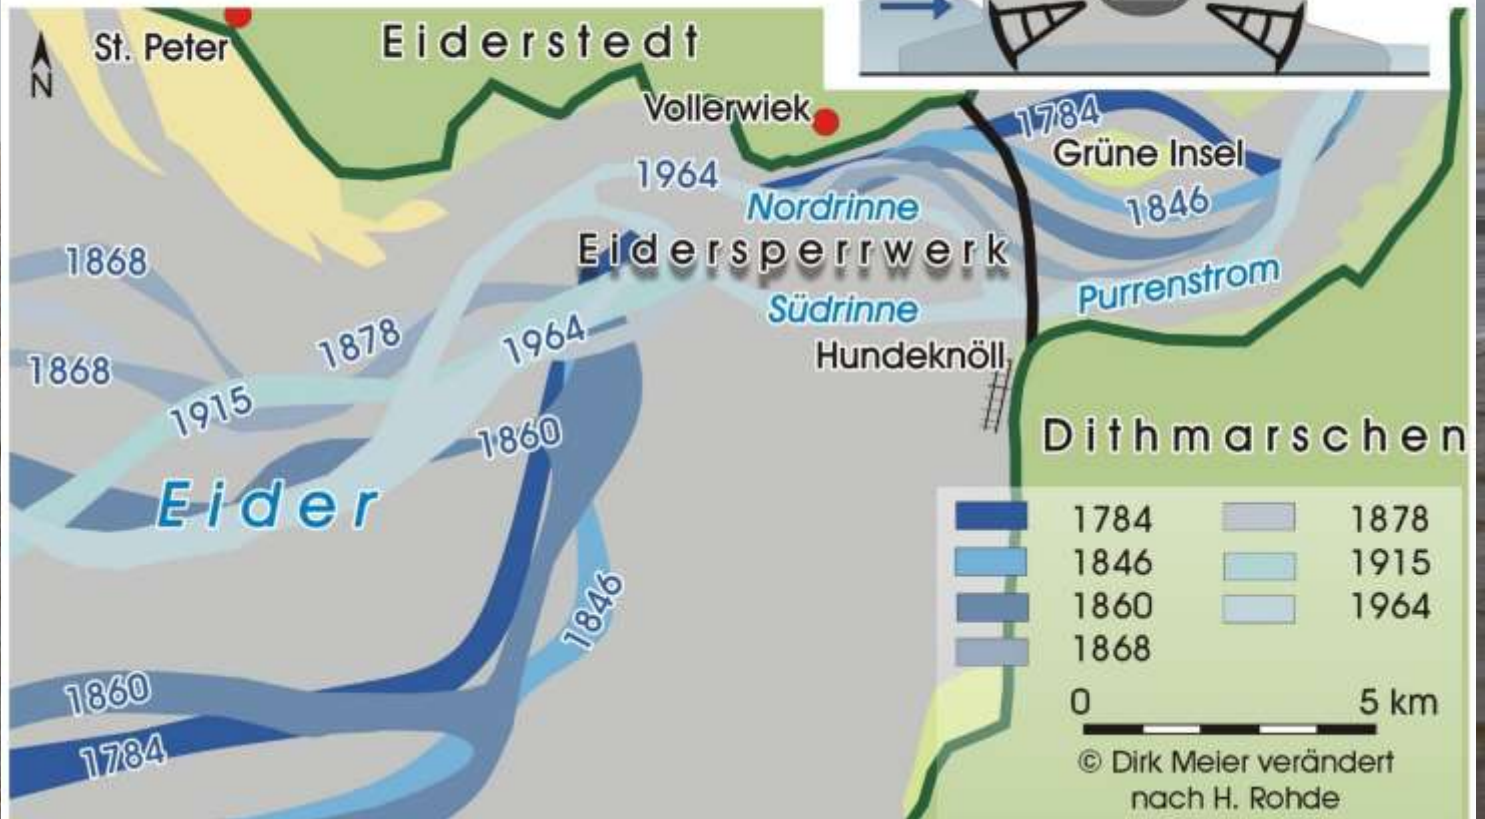 St. Peter
Eiderstedt
N
Vollerwiek
1784
Grüne Insel
1964
Nordrinne
1846
Eidersperrwerk
1868
Purrenstrom
Südrinne
1878
1964
Hundeknöll
1868
1915
1860
Dithmarschen
Eider
1846
1860
1784
1784
1846
1860
1868
1878
1915
1964
0 5 km
© Dirk Meier verändert
nach H. Rohde